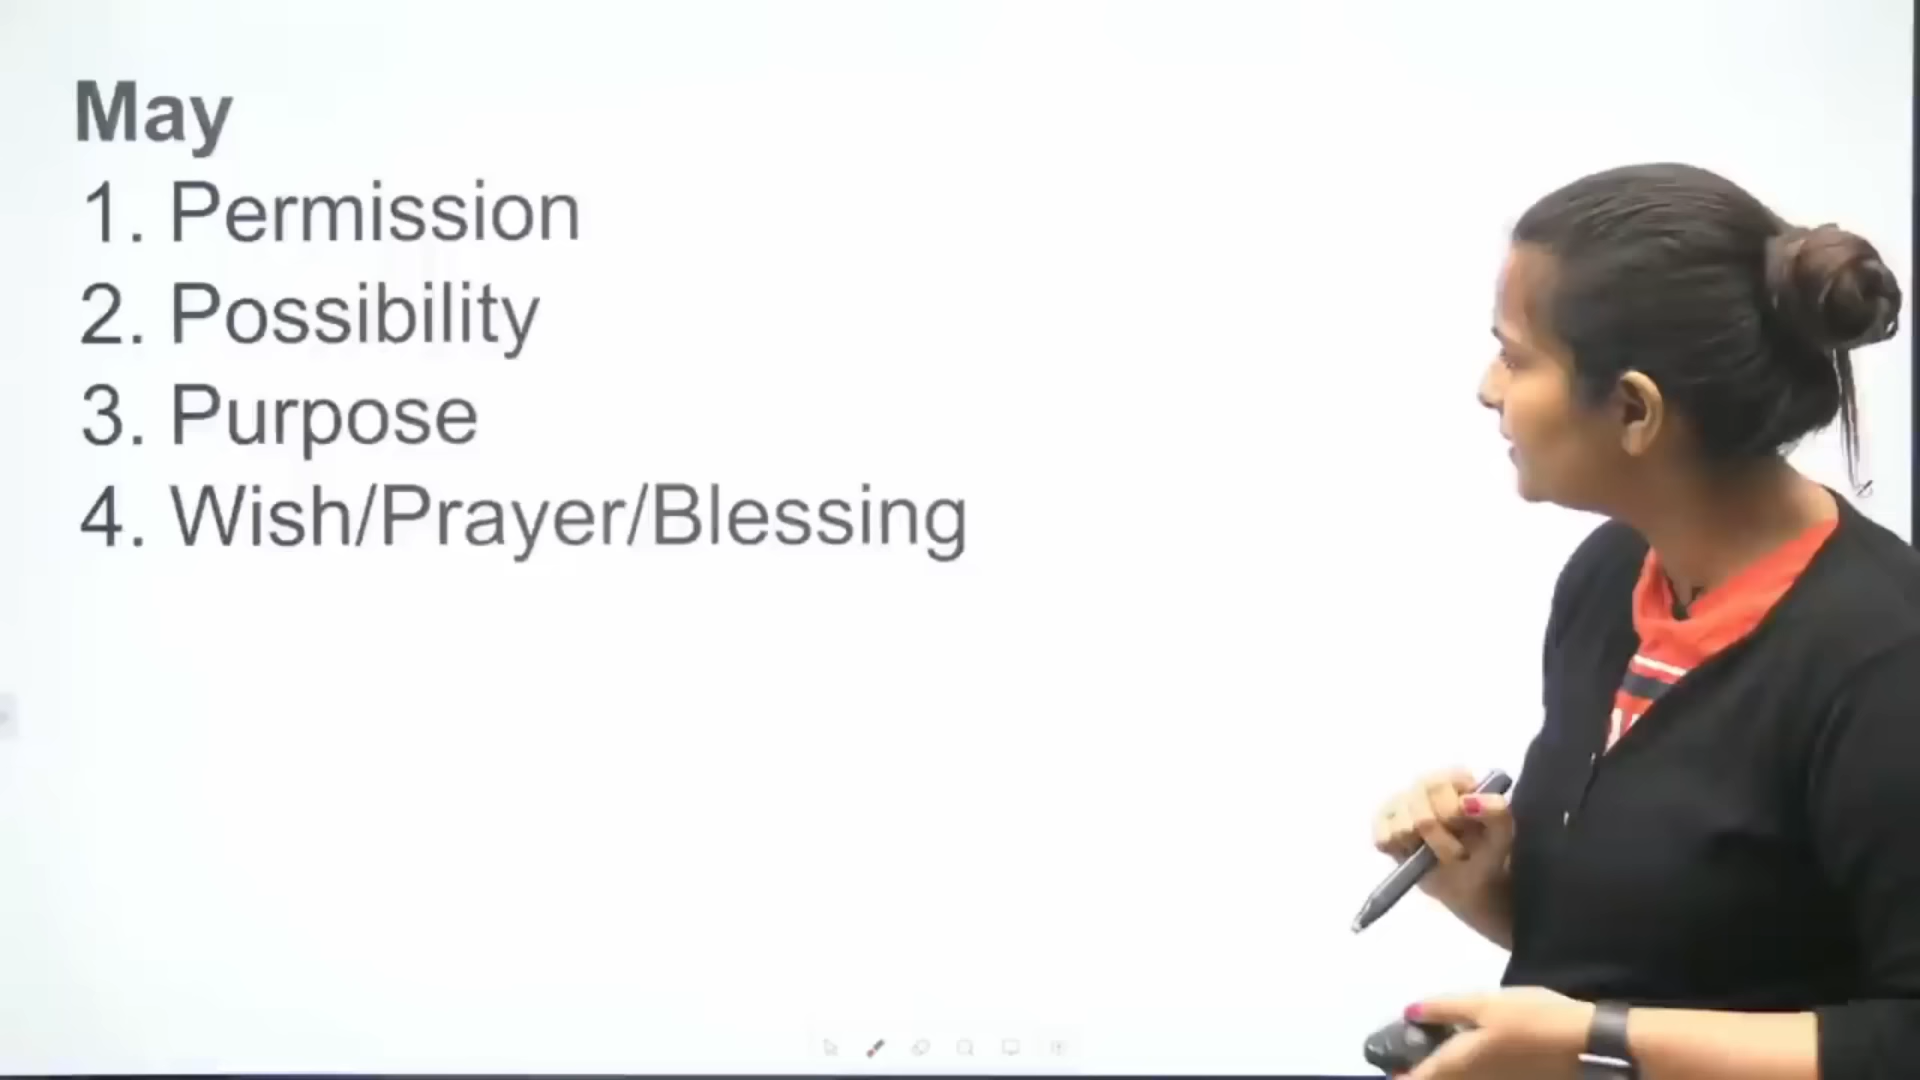 May
1. Permission
2. Possibility
3. Purpose
4. Wish/Prayer/Blessing